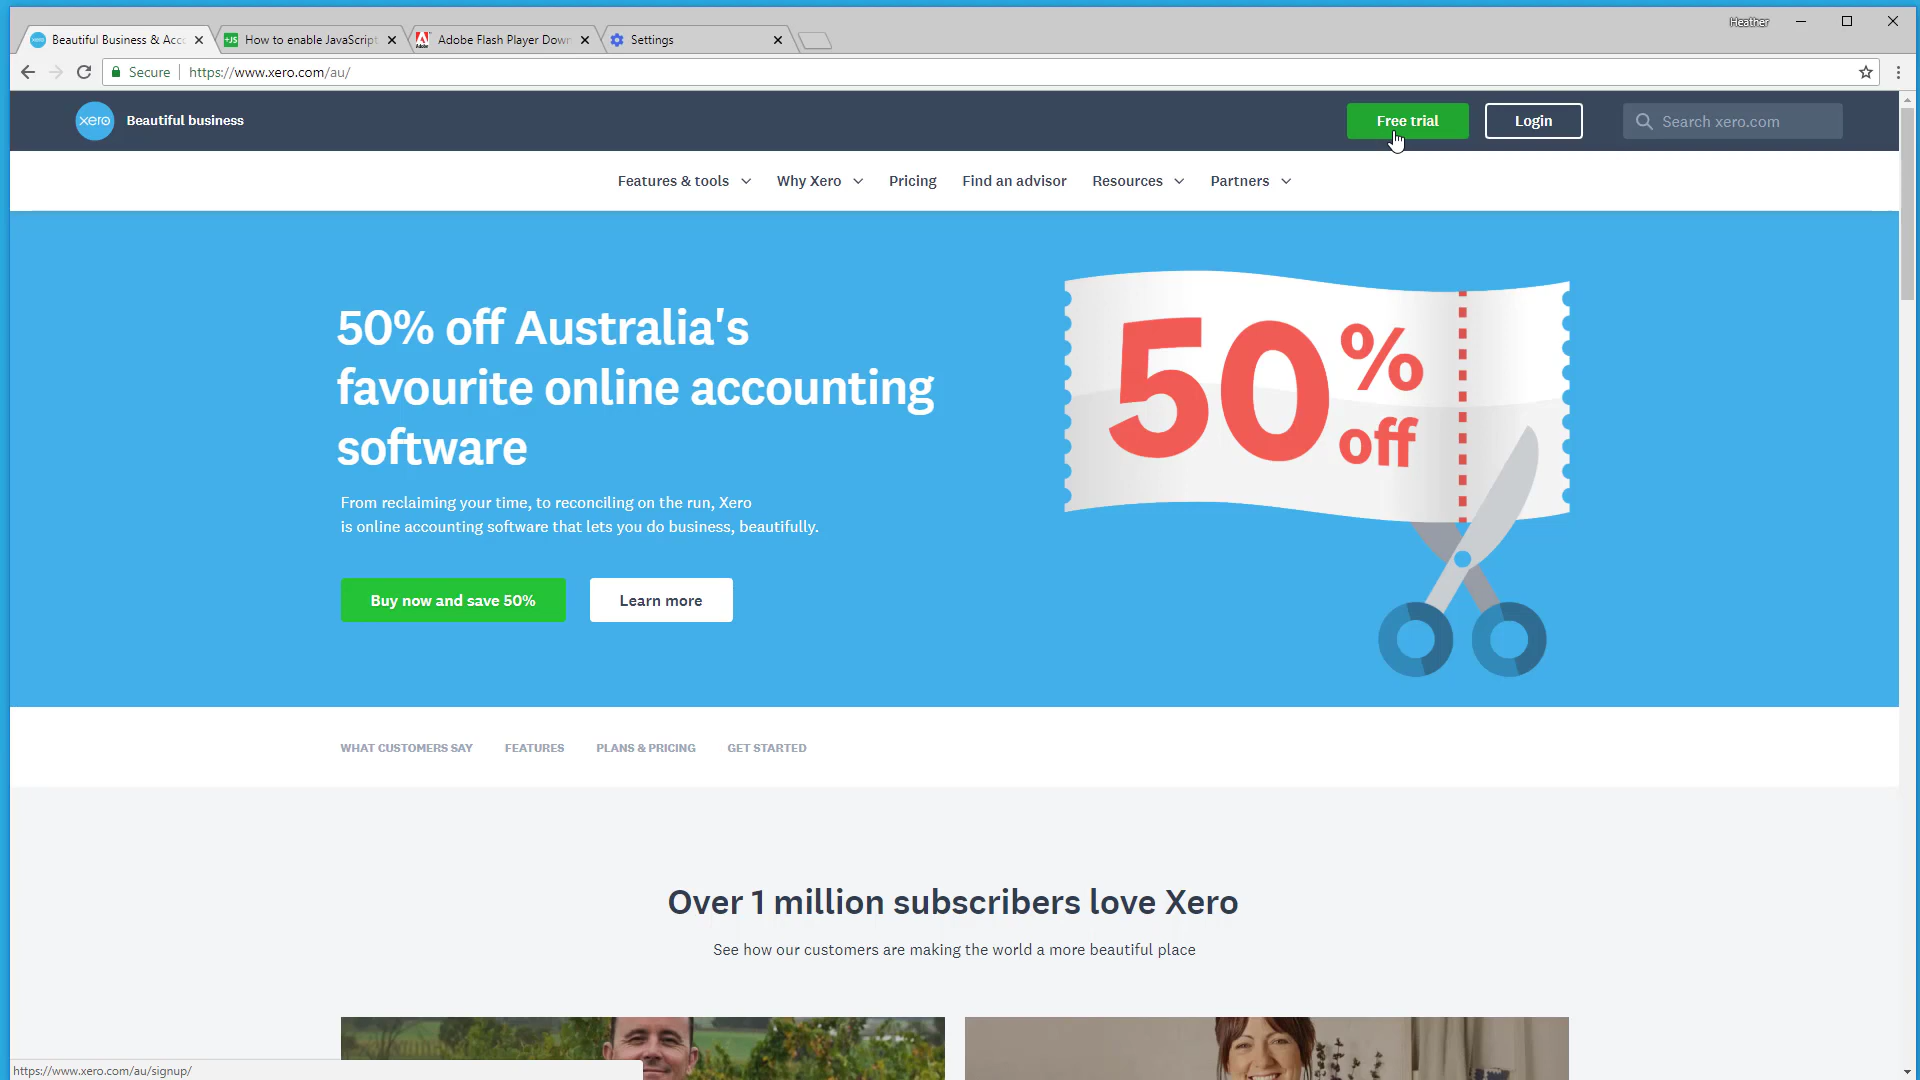 Heather
Beautiful Business & Acc
How to enable JavaScript
Adobe Flash Player Down
Settings
Secure
https://www.xero.com/au/
xero
Beautiful business
Free trial
Login
Search xero.com
Features & tools
Why Xero
Pricing
Find an advisor
Resources
Partners
50% off Australia's
favourite online accounting
software
From reclaiming your time, to reconciling on the run, Xero
is online accounting software that lets you do business, beautifully.
Buy now and save 50%
Learn more
50% off
WHAT CUSTOMERS SAY
FEATURES
PLANS & PRICING
GET STARTED
Over 1 million subscribers love Xero
See how our customers are making the world a more beautiful place
https://www.xero.com/au/signup/